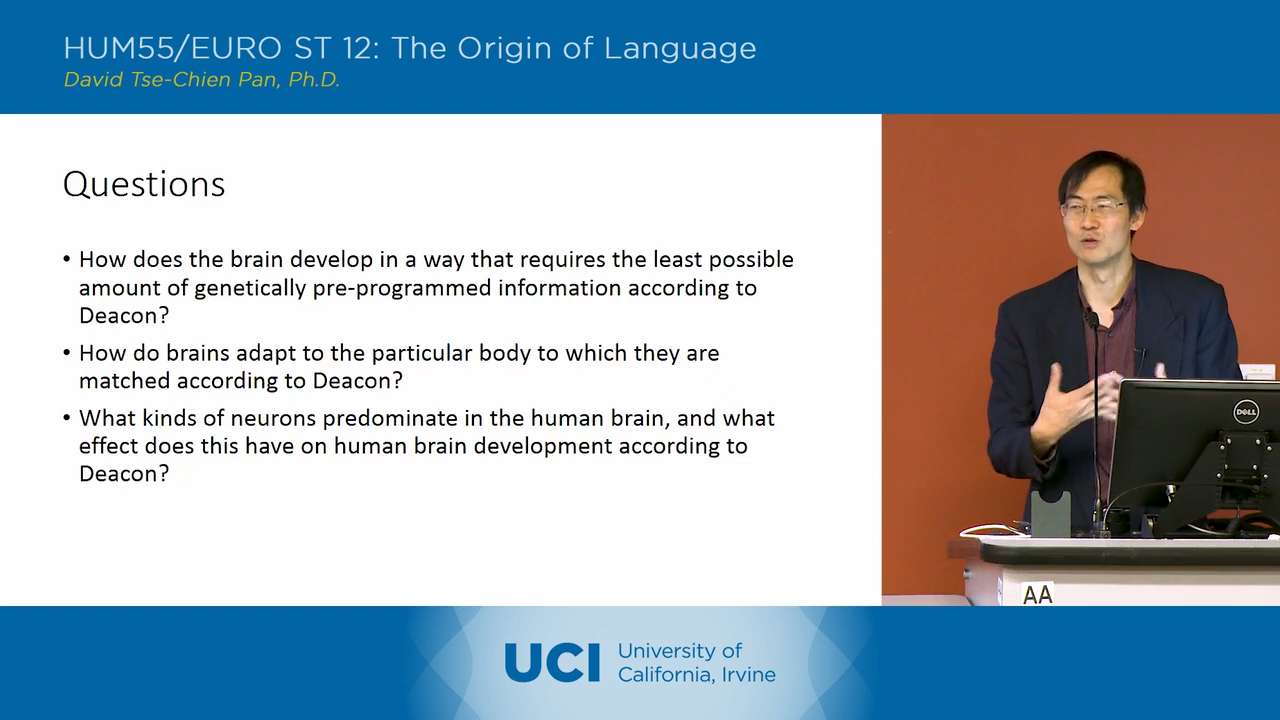 HUM55/EURO ST 12: The Origin of Language
David Tse-Chien Pan, Ph.D.
Questions
• How does the brain develop in a way that requires the least possible
amount of genetically pre-programmed information according to
Deacon?
• How do brains adapt to the particular body to which they are
matched according to Deacon?
• What kinds of neurons predominate in the human brain, and what
effect does this have on human brain development according to
Deacon?
DELL
AA
UCI University of
California, Irvine